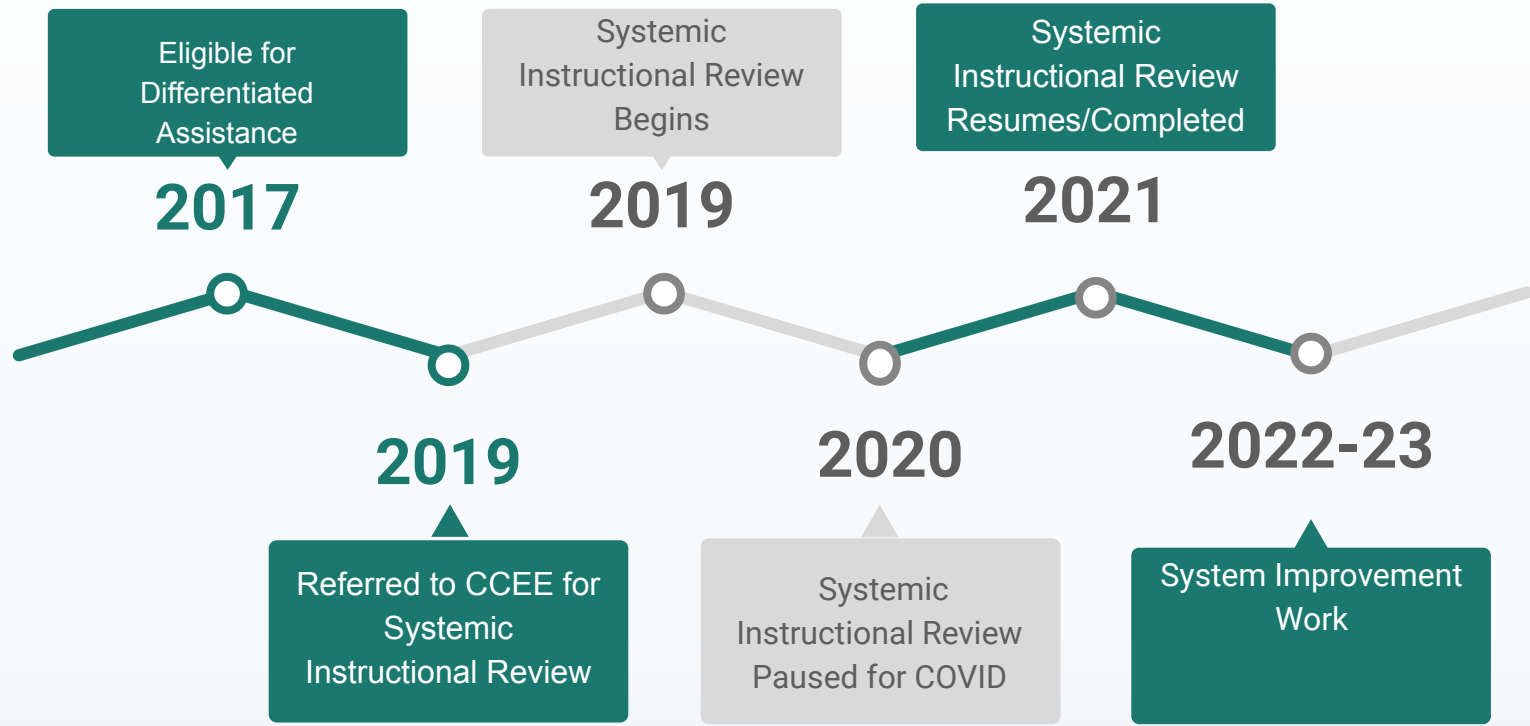 Eligible for
Differentiated
Assistance
2017
Referred to CCEE for
Systemic
Instructional Review
2019
Systemic
Instructional Review
Begins
2019
Systemic
Instructional Review
Paused for COVID
2020
Systemic
Instructional Review
Resumes/Completed
2021
System Improvement
Work
2022-23